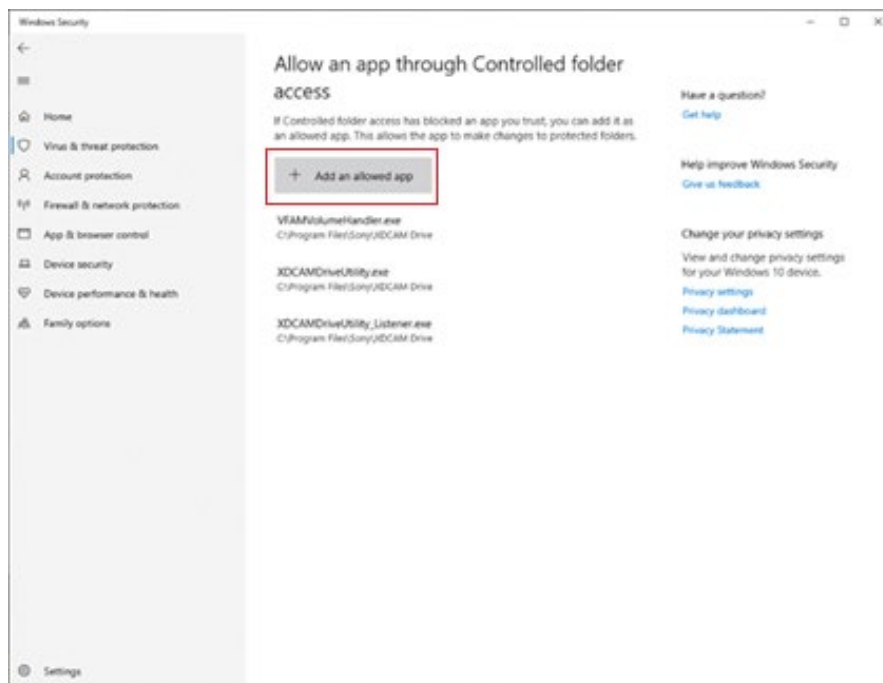 Windows Security
Home
Virus & threat protection
Account protection
Firewall & network protection
App & browser control
Device security
Device performance & health
Family options
Settings
Allow an app through Controlled folder
access
If Controlled folder access has blocked an app you trust, you can add it as
an allowed app. This allows the app to make changes to protected folders.
+ Add an allowed app
VFAMVolumeHandler.exe
C:\Program Files\Sony\XDCAM Drive
XDCAMDriveUtility.exe
C:\Program Files\Sony\XDCAM Drive
XDCAMDriveUtility_Listener.exe
C:\Program Files\Sony\XDCAM Drive
Have a question?
Get help
Help improve Windows Security
Give us feedback
Change your privacy settings
View and change privacy settings
for your Windows 10 device.
Privacy settings
Privacy dashboard
Privacy Statement